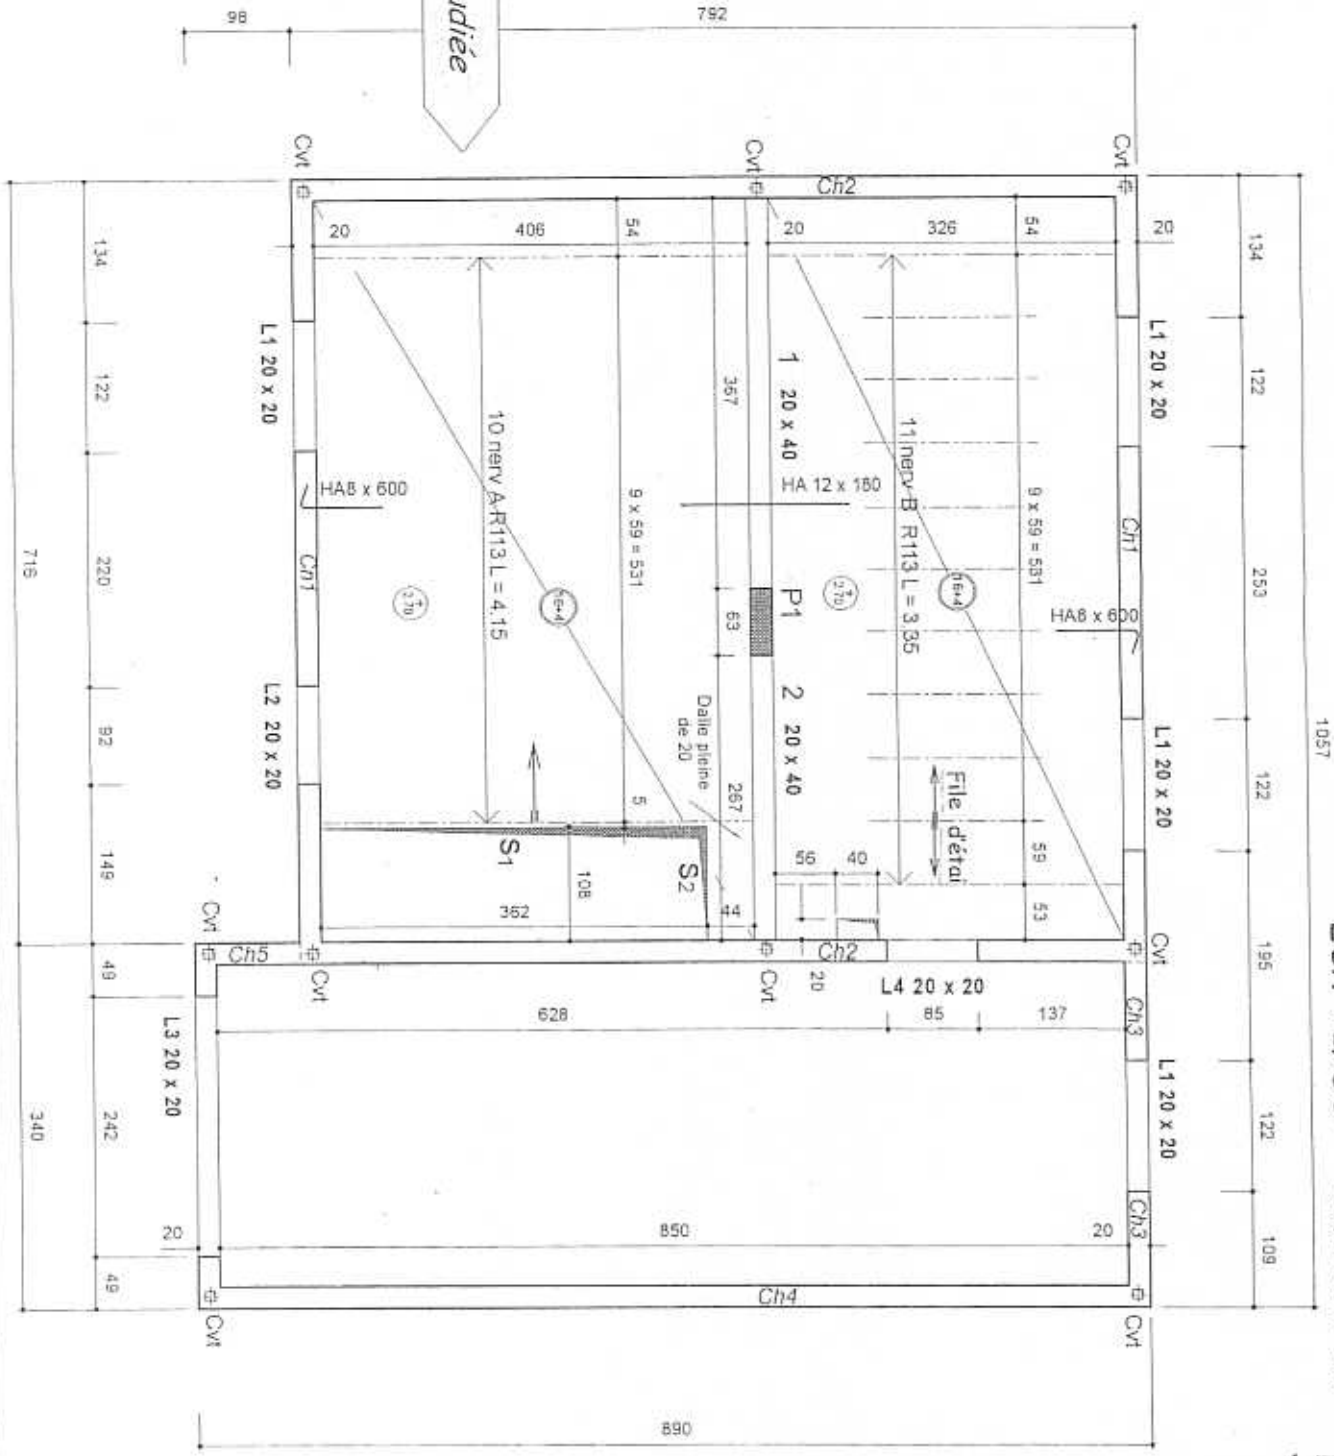 98
792
udiée
Cvt
Cvt
Cvt
Ch2
20
406
54
20
326
54
20
134
134
L1 20 x 20
L1 20 x 20
122
122
367
1 20 x 40
10 nerv A R113 L = 4.15
11 nerv B R113 L = 3.35
9 x 59 = 531
9 x 59 = 531
HA8 x 600
HA 12 x 180
Ch1
Ch1
253
220
716
1057
2.70
16+4
63
P1
2.70
16+4
HA8 x 600
2 20 x 40
L2 20 x 20
92
Dalle pleine
de 20
267
File d'étai
L1 20 x 20
122
5
S1
S2
108
56
40
59
53
149
362
44
Cvt
Ch5
Cvt
Cvt
Ch2
20
Cvt
195
49
L4 20 x 20
628
85
137
Ch3
L3 20 x 20
L1 20 x 20
242
122
340
20
850
20
Ch3
109
49
Ch4
Cvt
Cvt
890